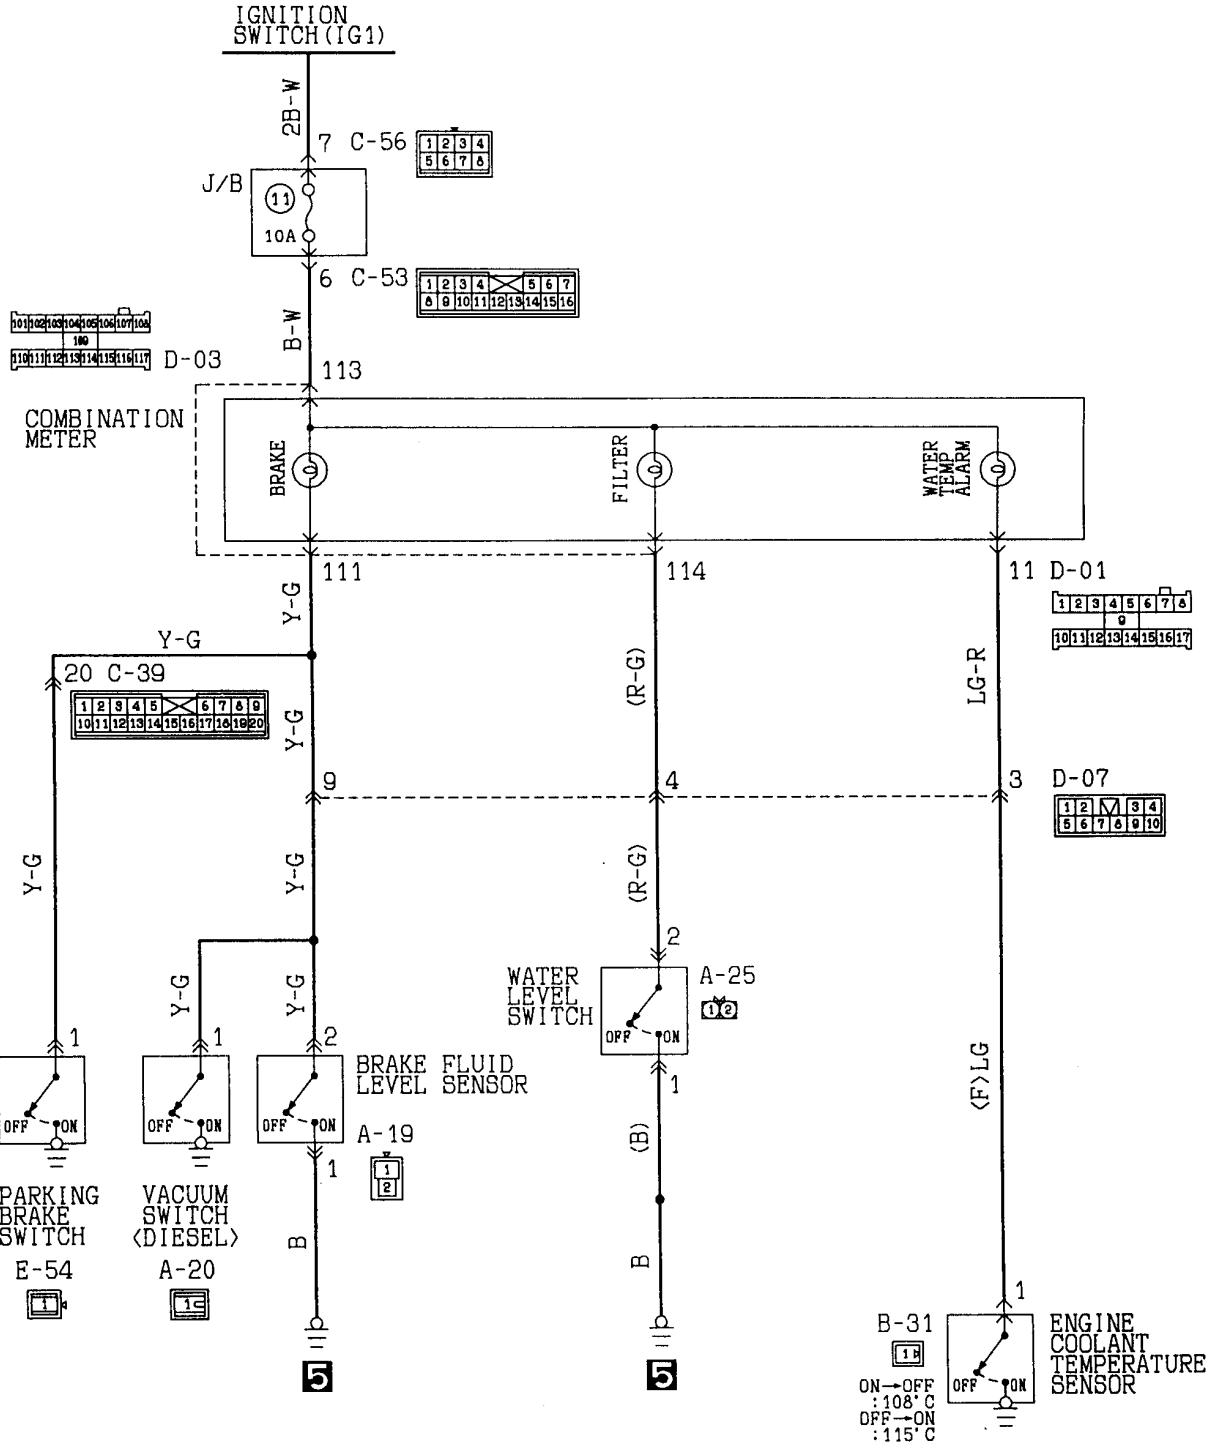 IGNITION
SWITCH(IG1)
2B-W
7 C-56
1 2 3 4
5 6 7 8
J/B
11
10A
6 C-53
1 2 3 4 5 6 7
8 9 10 11 12 13 14 15 16
B-W
101 102 103 104 105 106 107 108
109
110 111 112 113 114 115 116 117
D-03
113
COMBINATION
METER
BRAKE
FILTER
WATER
TEMP
ALARM
111
114
11 D-01
1 2 3 4 5 6 7 8
9
10 11 12 13 14 15 16 17
Y-G
Y-G
20 C-39
1 2 3 4 5 6 7 8 9
10 11 12 13 14 15 16 17 18 19 20
Y-G
(R-G)
LG-R
9
4
3
D-07
1 2 3 4
5 6 7 8 9 10
Y-G
Y-G
(R-G)
2
WATER
LEVEL
SWITCH
OFF
ON
A-25
1 2
1
Y-G
Y-G
1
1
2
OFF
ON
OFF
ON
OFF
ON
BRAKE FLUID
LEVEL SENSOR
A-19
1
2
1
(B)
(F)LG
PARKING
BRAKE
SWITCH
E-54
1
VACUUM
SWITCH
<DIESEL>
A-20
1
B
B
5
5
1
B-31
1
ON→OFF
:108°C
OFF→ON
:115°C
OFF
ON
ENGINE
COOLANT
TEMPERATURE
SENSOR